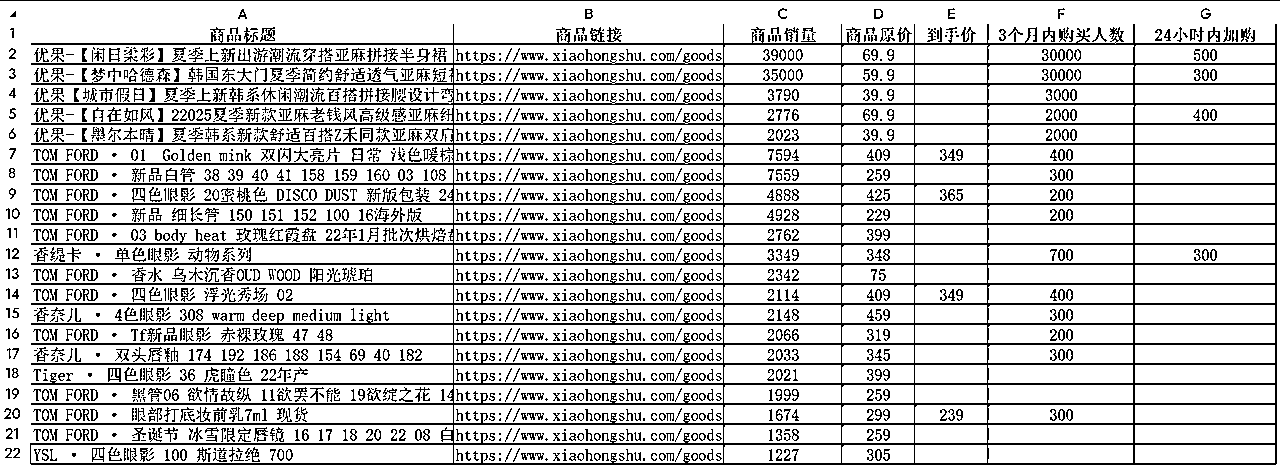 A B C D E F G
1 商品标题 商品链接 商品销量 商品原价 到手价 3个月内购买人数 24小时内加购
2 优果-【闲日柔彩】夏季上新出游潮流穿搭亚麻拼接半身裙 https://www.xiaohongshu.com/goods 39000 69.9 30000 500
3 优果-【梦中哈德森】韩国东大门夏季简约舒适透气亚麻短 https://www.xiaohongshu.com/goods 35000 59.9 30000 300
4 优果【城市假日】夏季上新韩系休闲潮流百搭拼接腰设计弯 https://www.xiaohongshu.com/goods 3790 39.9 3000
5 优果-【自在如风】22025夏季新款亚麻老钱风高级感亚麻 https://www.xiaohongshu.com/goods 2776 69.9 2000 400
6 优果-【黑尔本晴】夏季韩系新款舒适百搭Z禾同款亚麻双肩 https://www.xiaohongshu.com/goods 2023 39.9 2000
7 TOM FORD · 01 Golden mink 双闪大亮片 日常 浅色暖棕 https://www.xiaohongshu.com/goods 7594 409 349 400
8 TOM FORD · 新品白管 38 39 40 41 158 159 160 03 108 https://www.xiaohongshu.com/goods 7559 259 300
9 TOM FORD · 四色眼影 20蜜桃色 DISCO DUST 新版包装 24 https://www.xiaohongshu.com/goods 4888 425 365 200
10 TOM FORD · 新品 细长管 150 151 152 100 16海外版 https://www.xiaohongshu.com/goods 4928 229 200
11 TOM FORD · 03 body heat 玫瑰红霞盘 22年1月批次烘焙 https://www.xiaohongshu.com/goods 2762 399
12 香缇卡 · 单色眼影 动物系列 https://www.xiaohongshu.com/goods 3349 348 700 300
13 TOM FORD · 香水 乌木沉香OUD WOOD 阳光琥珀 https://www.xiaohongshu.com/goods 2342 75
14 TOM FORD · 四色眼影 浮光秀场 02 https://www.xiaohongshu.com/goods 2114 409 349 400
15 香奈儿 · 4色眼影 308 warm deep medium light https://www.xiaohongshu.com/goods 2148 459 300
16 TOM FORD · Tf新品眼影 赤裸玫瑰 47 48 https://www.xiaohongshu.com/goods 2066 319 200
17 香奈儿 · 双头唇釉 174 192 186 188 154 69 40 182 https://www.xiaohongshu.com/goods 2033 345 300
18 Tiger · 四色眼影 36 虎瞳色 22年产 https://www.xiaohongshu.com/goods 2021 399
19 TOM FORD · 黑管06 欲情故纵 11欲罢不能 19欲绽之花 14 https://www.xiaohongshu.com/goods 1999 259
20 TOM FORD · 眼部打底妆前乳7ml 现货 https://www.xiaohongshu.com/goods 1674 299 239 300
21 TOM FORD · 圣诞节 冰雪限定唇镜 16 17 18 20 22 08 白 https://www.xiaohongshu.com/goods 1358 259
22 YSL · 四色眼影 100 斯道拉绝 700 https://www.xiaohongshu.com/goods 1227 305